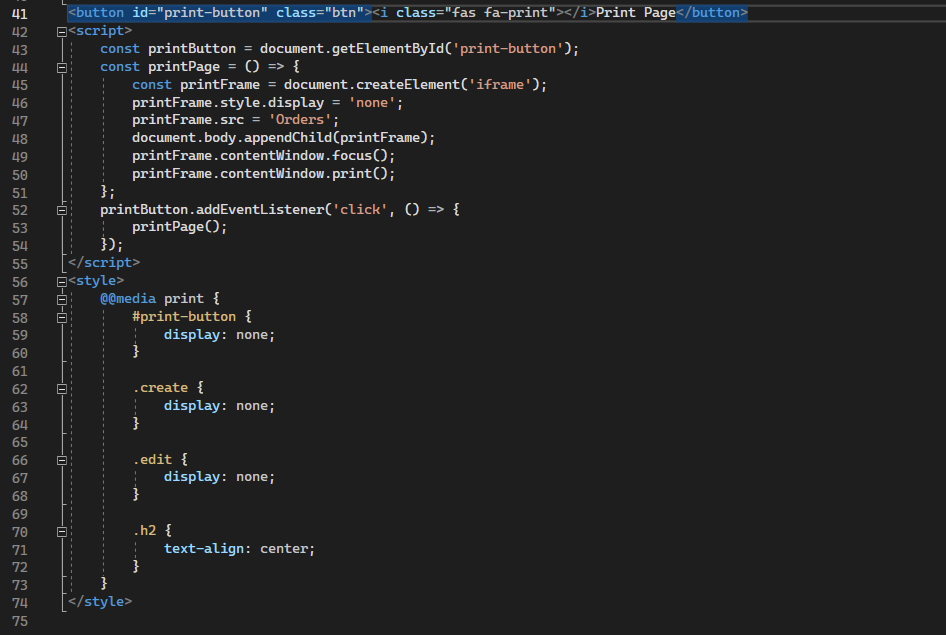 41 <button id="print-button" class="btn"><i class="fas fa-print"></i>Print Page</button>
42 <script>
43 const printButton = document.getElementById('print-button');
44 const printPage = () => {
45 const printFrame = document.createElement('iframe');
46 printFrame.style.display = 'none';
47 printFrame.src = 'Orders';
48 document.body.appendChild(printFrame);
49 printFrame.contentWindow.focus();
50 printFrame.contentWindow.print();
51 };
52 printButton.addEventListener('click', () => {
53 printPage();
54 });
55 </script>
56 <style>
57 @@media print {
58 #print-button {
59 display: none;
60 }
61
62 .create {
63 display: none;
64 }
65
66 .edit {
67 display: none;
68 }
69
70 .h2 {
71 text-align: center;
72 }
73 }
74 </style>
75